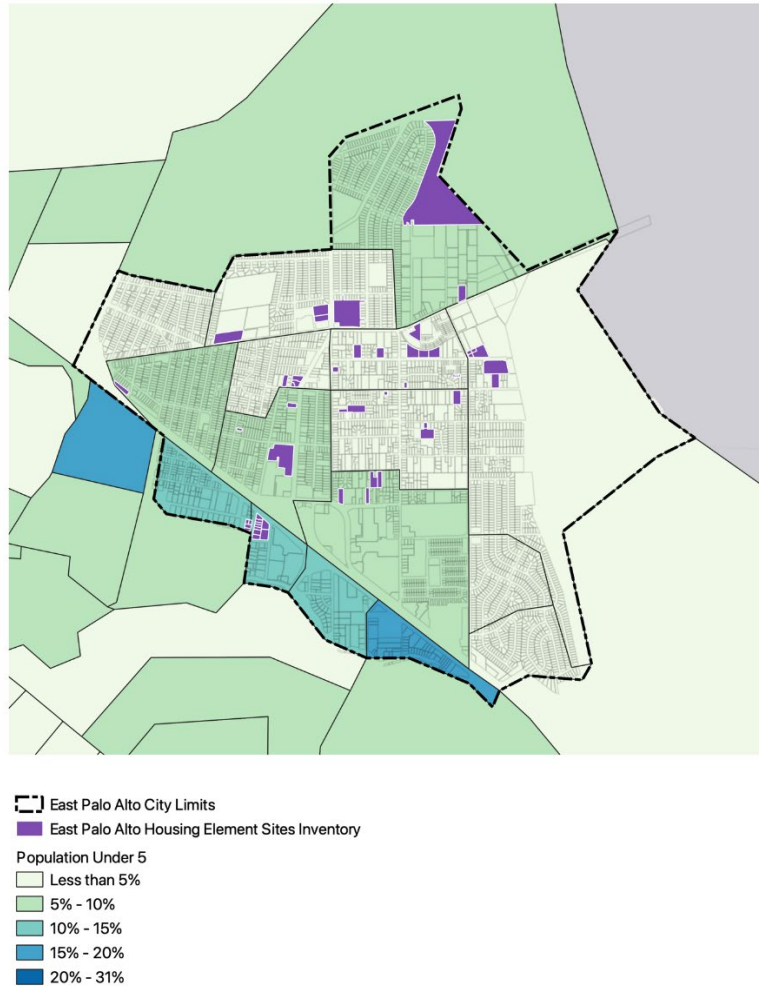 East Palo Alto City Limits
East Palo Alto Housing Element Sites Inventory
Population Under 5
Less than 5%
5% - 10%
10% - 15%
15% - 20%
20% - 31%